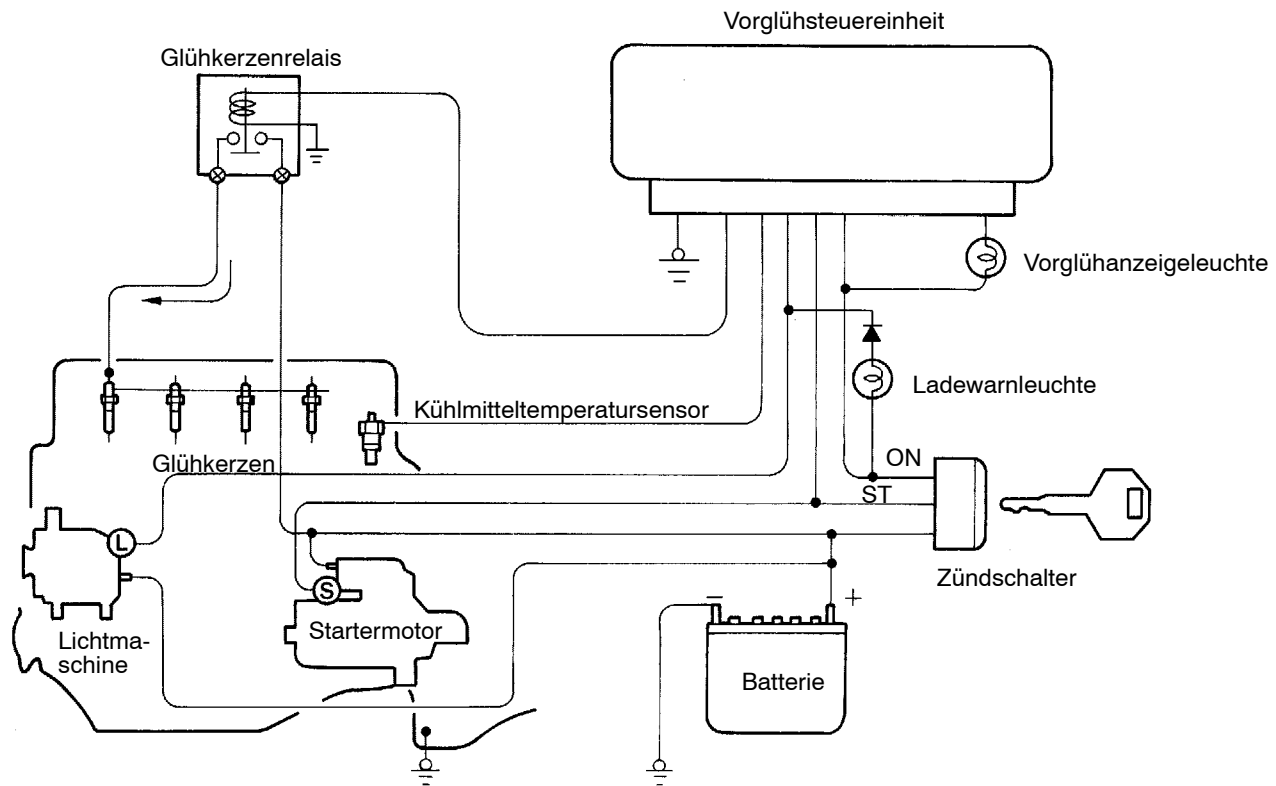 Vorglühsteuereinheit
Glühkerzenrelais
Vorglühanzeigeleuchte
Ladewarnleuchte
Kühlmitteltemperatursensor
ON
Glühkerzen
ST
L
Zündschalter
S
− +
Startermotor
Lichtma-
schine
Batterie